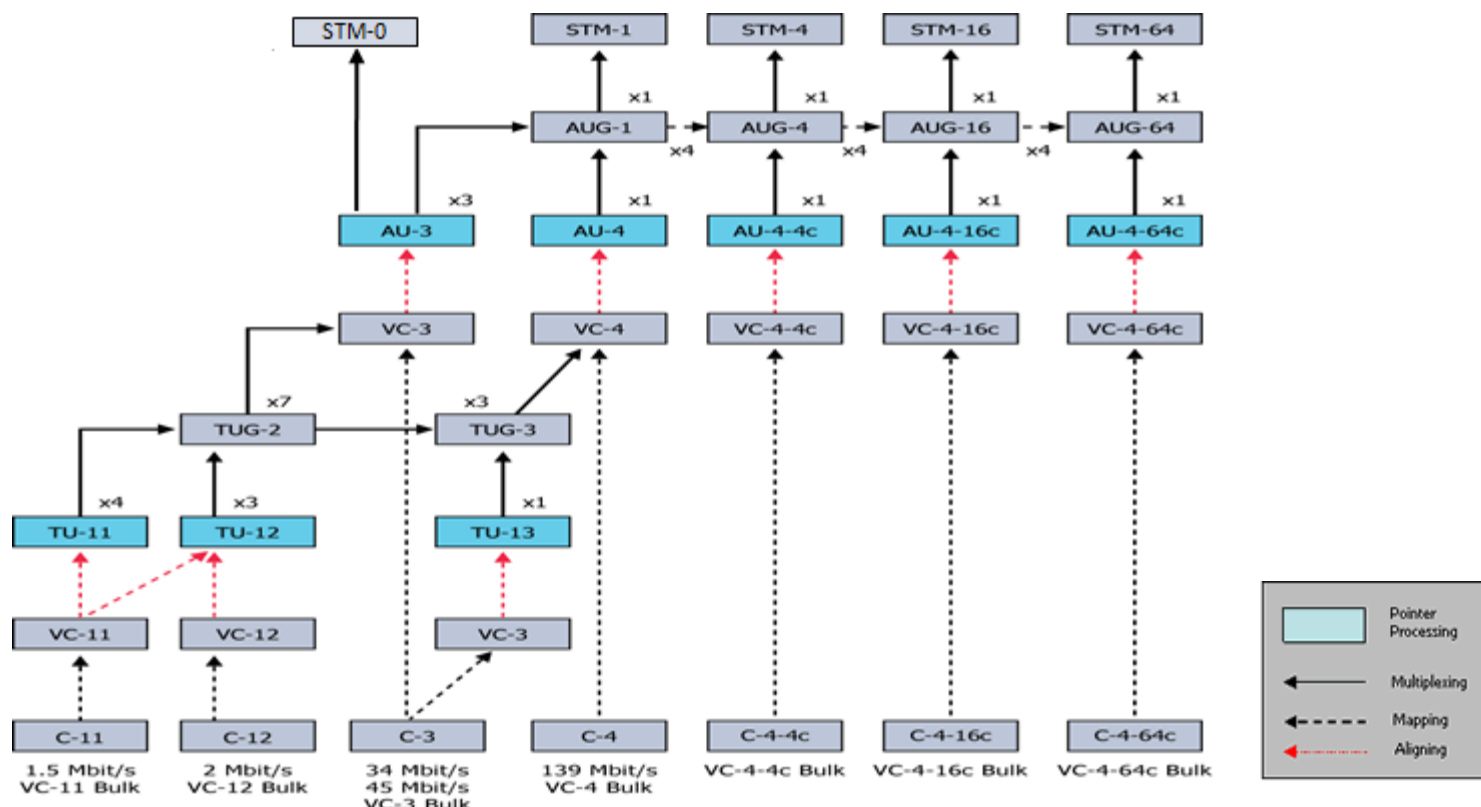 STM-0
STM-1
STM-4
STM-16
STM-64
x1
x1
x1
x1
AUG-1
AUG-4
AUG-16
AUG-64
x4
x4
x4
x3
x1
x1
x1
x1
AU-3
AU-4
AU-4-4c
AU-4-16c
AU-4-64c
VC-3
VC-4
VC-4-4c
VC-4-16c
VC-4-64c
x7
x3
TUG-2
TUG-3
x4
x3
x1
TU-11
TU-12
TU-13
VC-11
VC-12
VC-3
C-11
C-12
C-3
C-4
C-4-4c
C-4-16c
C-4-64c
1.5 Mbit/s
VC-11 Bulk
2 Mbit/s
VC-12 Bulk
34 Mbit/s
45 Mbit/s
VC-3 Bulk
139 Mbit/s
VC-4 Bulk
VC-4-4c Bulk
VC-4-16c Bulk
VC-4-64c Bulk
Pointer
Processing
Multiplexing
Mapping
Aligning